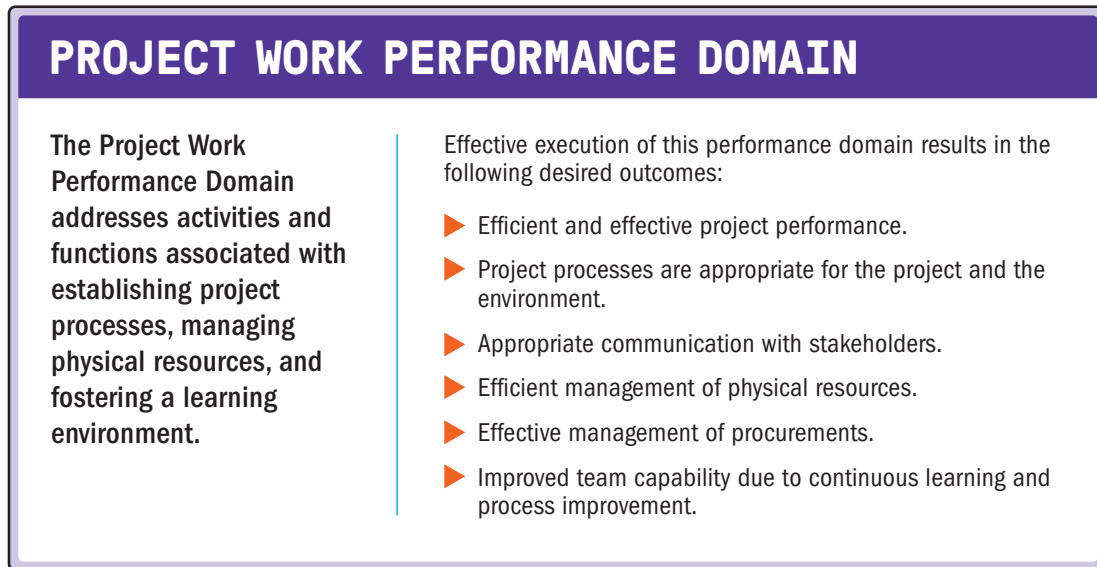 PROJECT WORK PERFORMANCE DOMAIN
The Project Work
Performance Domain
addresses activities and
functions associated with
establishing project
processes, managing
physical resources, and
fostering a learning
environment.
Effective execution of this performance domain results in the
following desired outcomes:
Efficient and effective project performance.
Project processes are appropriate for the project and the
environment.
Appropriate communication with stakeholders.
Efficient management of physical resources.
Effective management of procurements.
Improved team capability due to continuous learning and
process improvement.